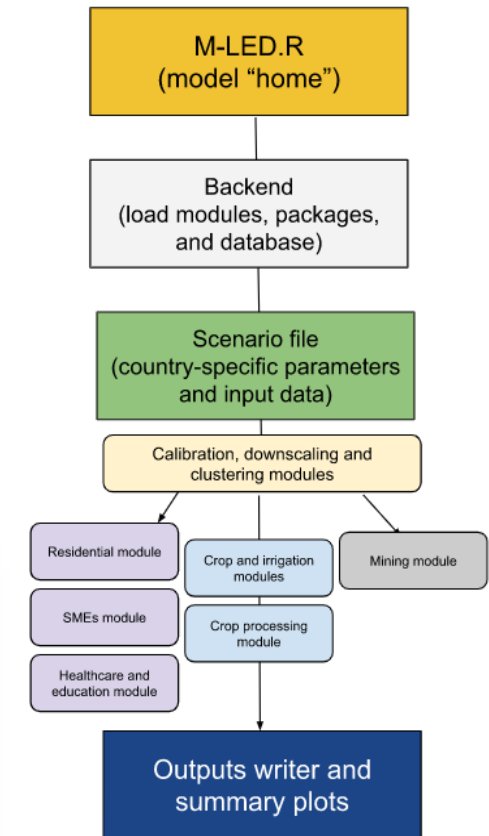 M-LED.R
(model “home”)
Backend
(load modules, packages,
and database)
Scenario file
(country-specific parameters
and input data)
Calibration, downscaling and
clustering modules
Residential module
SMEs module
Healthcare and
education module
Crop and irrigation
modules
Crop processing
module
Mining module
Outputs writer and
summary plots